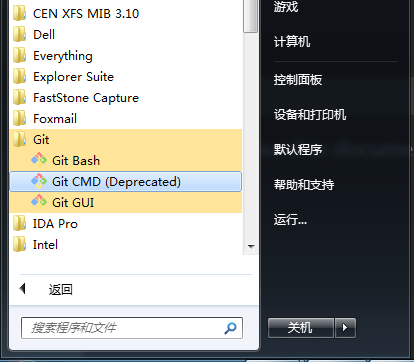 CEN XFS MIB 3.10
Dell
Everything
Explorer Suite
FastStone Capture
Foxmail
Git
Git Bash
Git CMD (Deprecated)
Git GUI
IDA Pro
Intel
返回
搜索程序和文件
游戏
计算机
控制面板
设备和打印机
默认程序
帮助和支持
运行...
关机